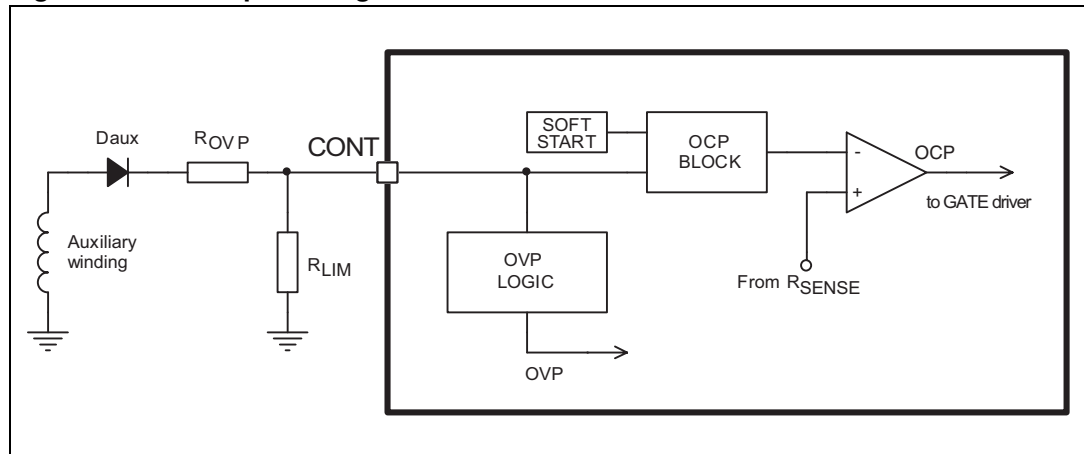 Daux
ROVP
CONT
SOFT
START
OCP
BLOCK
-
+
OCP
to GATE driver
Auxiliary
winding
RLIM
OVP
LOGIC
From RSENSE
OVP